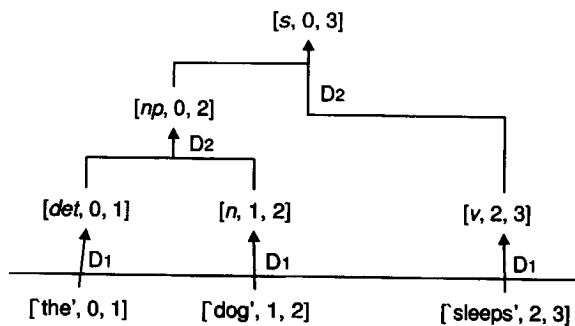 [s, 0, 3]
D2
[np, 0, 2]
D2
[det, 0, 1] [n, 1, 2] [v, 2, 3]
D1 D1 D1
[`the', 0, 1] [`dog', 1, 2] [`sleeps', 2, 3]